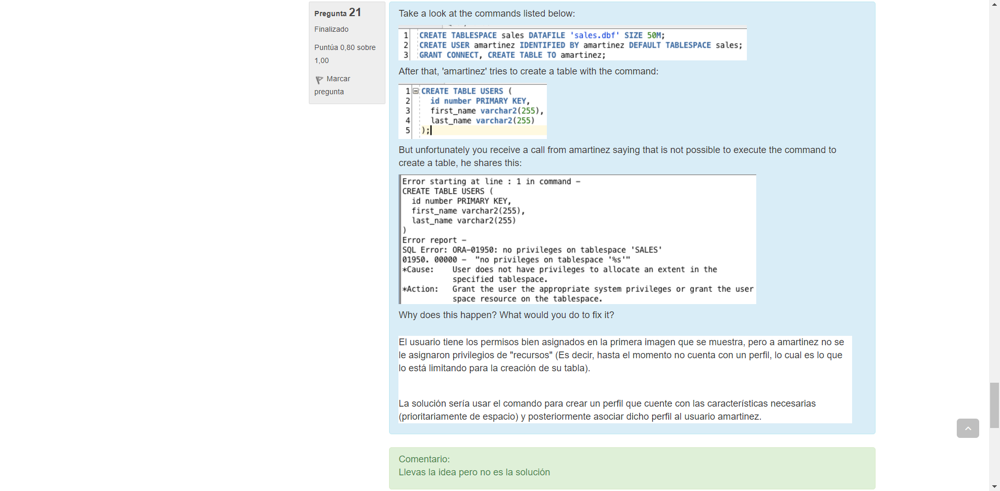 Pregunta 21
Finalizado
Puntúa 0,80 sobre
1,00
Marcar
pregunta
Take a look at the commands listed below:
1 CREATE TABLESPACE sales DATAFILE 'sales.dbf' SIZE 50M;
2 CREATE USER amartinez IDENTIFIED BY amartinez DEFAULT TABLESPACE sales;
3 GRANT CONNECT, CREATE TABLE TO amartinez;
After that, 'amartinez' tries to create a table with the command:
1 CREATE TABLE USERS (
2 id number PRIMARY KEY,
3 first_name varchar2(255),
4 last_name varchar2(255)
5 );
But unfortunately you receive a call from amartinez saying that is not possible to execute the command to
create a table, he shares this:
Error starting at line : 1 in command -
CREATE TABLE USERS (
id number PRIMARY KEY,
first_name varchar2(255),
last_name varchar2(255)
)
Error report -
SQL Error: ORA-01950: no privileges on tablespace 'SALES'
01950. 00000 - "no privileges on tablespace '%s'"
*Cause: User does not have privileges to allocate an extent in the
specified tablespace.
*Action: Grant the user the appropriate system privileges or grant the user
space resource on the tablespace.
Why does this happen? What would you do to fix it?
El usuario tiene los permisos bien asignados en la primera imagen que se muestra, pero a amartinez no se
le asignaron privilegios de "recursos" (Es decir, hasta el momento no cuenta con un perfil, lo cual es lo que
lo está limitando para la creación de su tabla).
La solución sería usar el comando para crear un perfil que cuente con las características necesarias
(prioritariamente de espacio) y posteriormente asociar dicho perfil al usuario amartinez.
Comentario:
Llevas la idea pero no es la solución